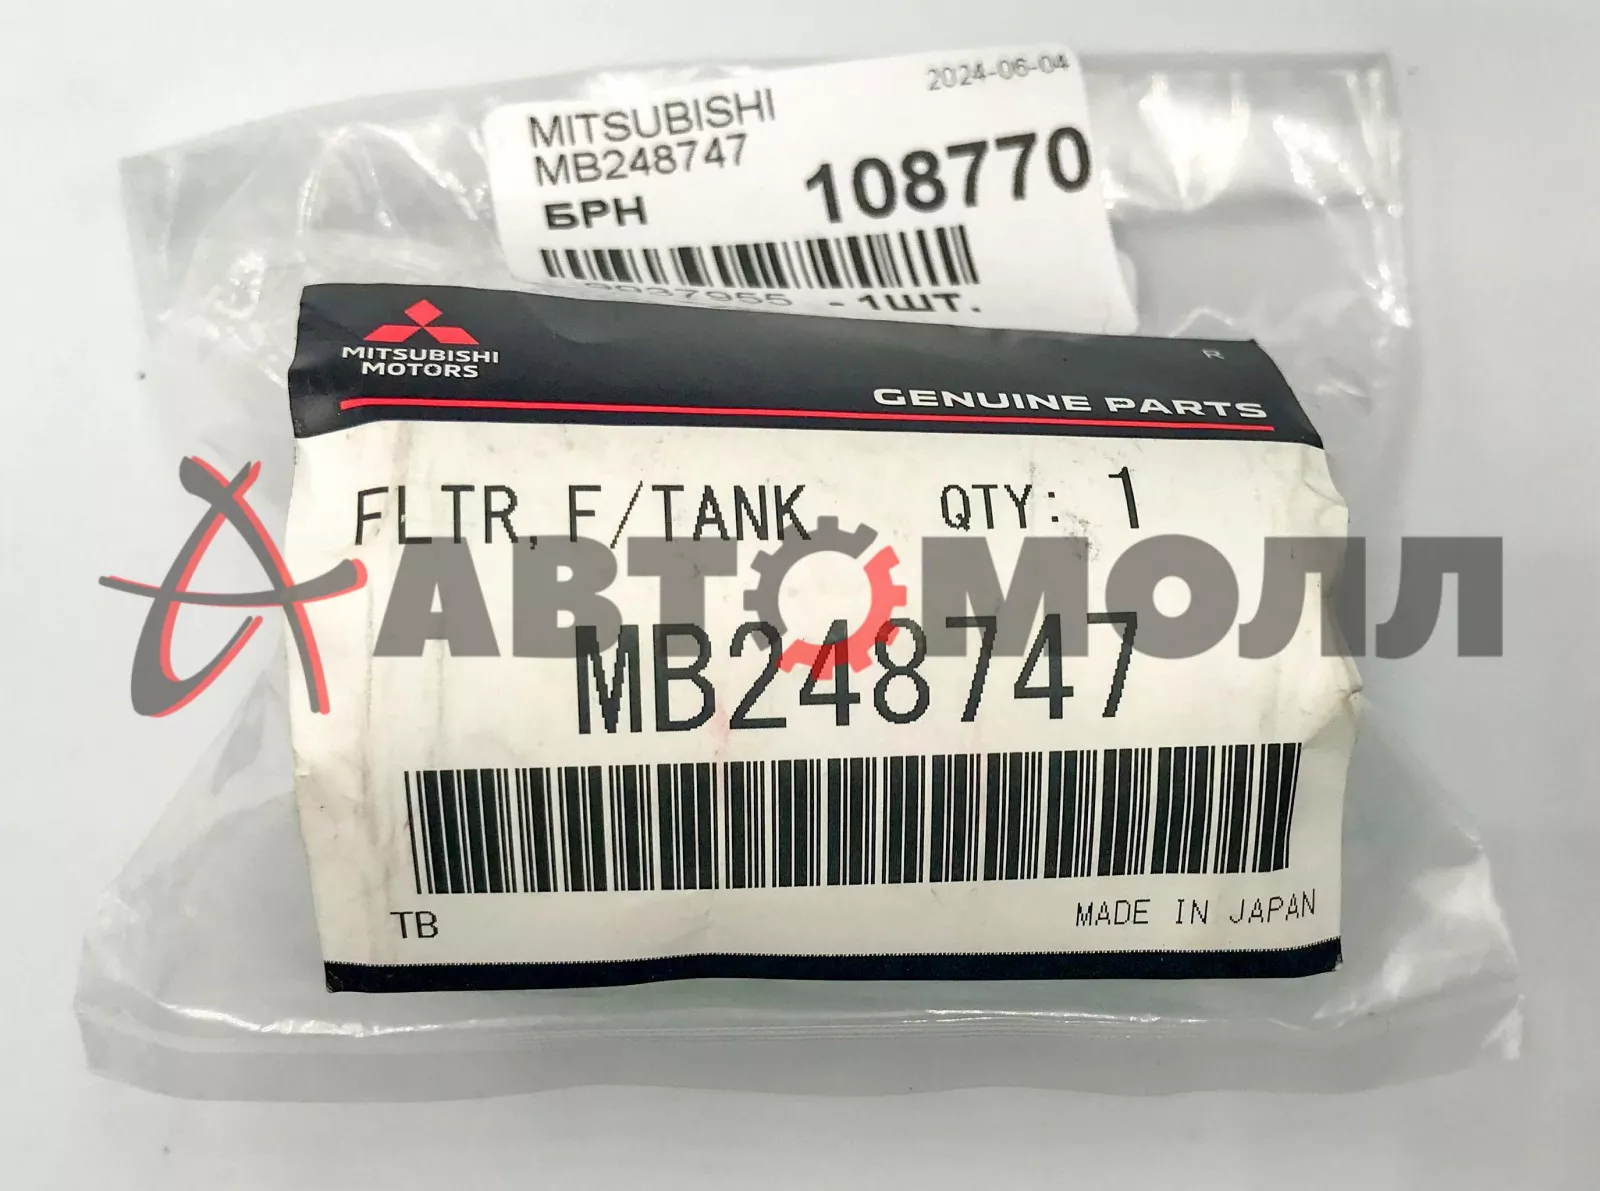 2024-06-04
MITSUBISHI
MB248747
108770
БРН
-1ШТ.
MITSUBISHI
MOTORS
R
GENUINE PARTS
FLTR, F/TANK QTY: 1
АВТОМОЛЛ
MB248747
TB
MADE IN JAPAN